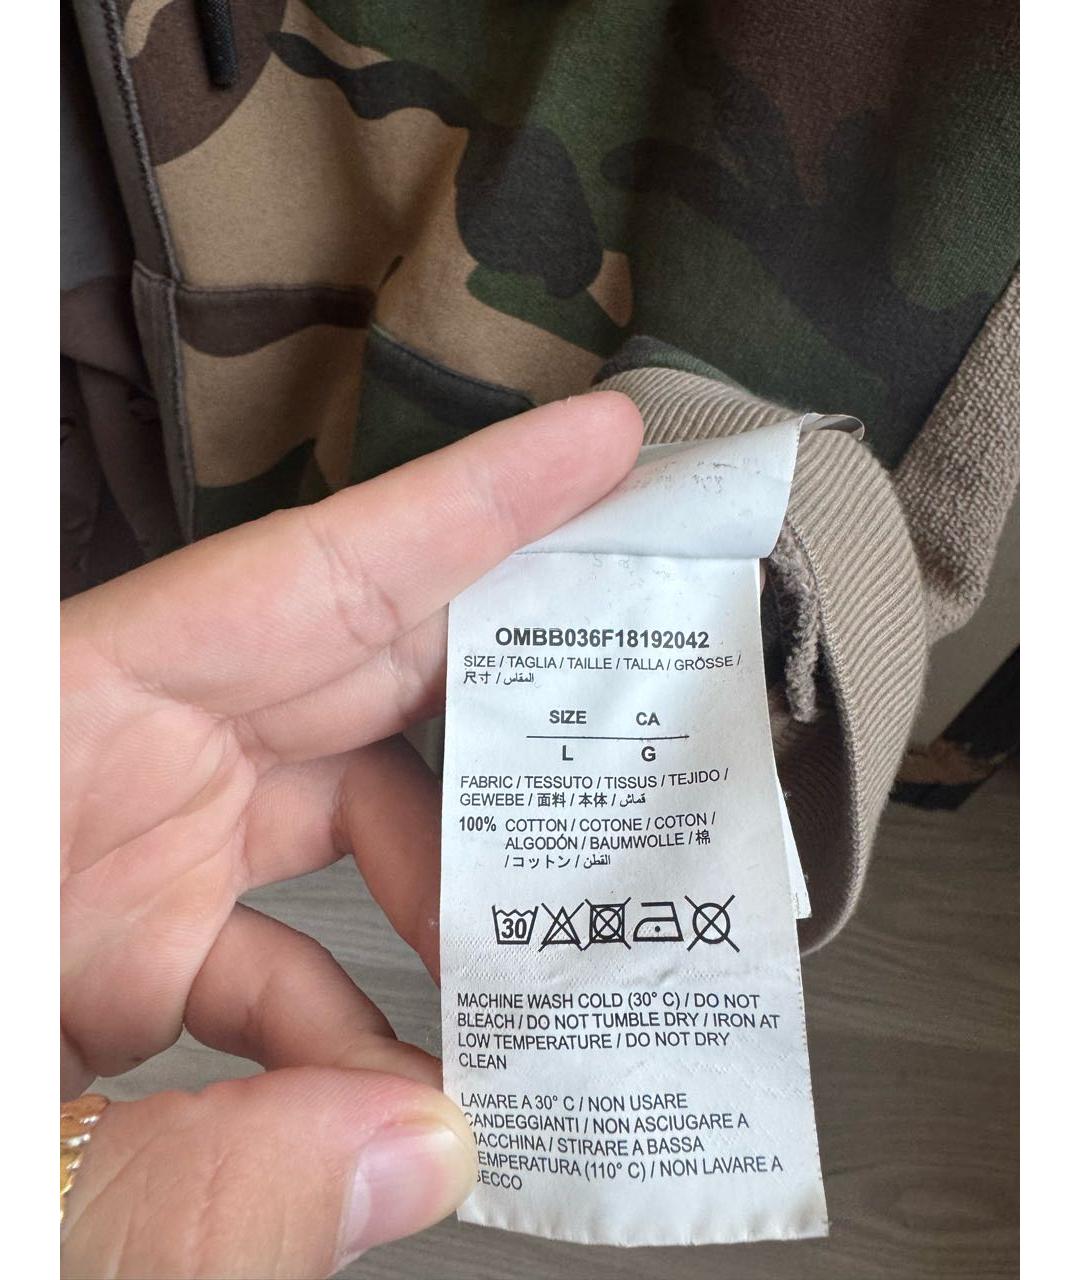 OMBB036F18192042
SIZE / TAGLIA / TAILLE / TALLA / GRÖSSE /
尺寸 / المقاس /
SIZE CA
L G
FABRIC / TESSUTO / TISSUS / TEJIDO /
GEWEBE / 面料 / 本体 / قماش /
100% COTTON / COTONE / COTON /
ALGODÓN / BAUMWOLLE / 棉
/ コットン / القطن
30
MACHINE WASH COLD (30° C) / DO NOT
BLEACH / DO NOT TUMBLE DRY / IRON AT
LOW TEMPERATURE / DO NOT DRY
CLEAN
LAVARE A 30° C / NON USARE
CANDEGGIANTI / NON ASCIUGARE A
MACCHINA / STIRARE A BASSA
TEMPERATURA (110° C) / NON LAVARE A
SECCO